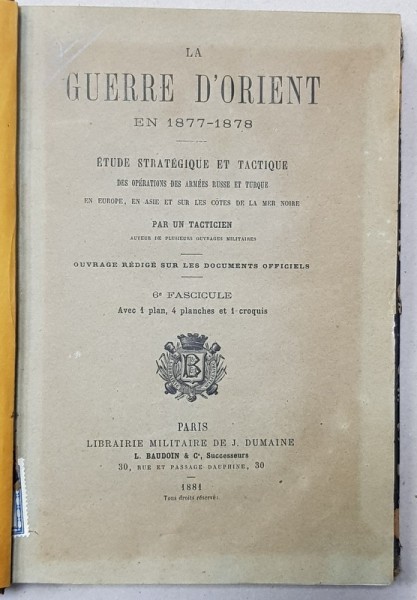 LA
GUERRE D'ORIENT
EN 1877-1878
ÉTUDE STRATÉGIQUE ET TACTIQUE
DES OPÉRATIONS DES ARMÉES RUSSE ET TURQUE
EN EUROPE, EN ASIE ET SUR LES CÔTES DE LA MER NOIRE
PAR UN TACTICIEN
AUTEUR DE PLUSIEURS OUVRAGES MILITAIRES
OUVRAGE RÉDIGÉ SUR LES DOCUMENTS OFFICIELS
6e FASCICULE
Avec 1 plan, 4 planches et 1 croquis
PARIS
LIBRAIRIE MILITAIRE DE J. DUMAINE
L. BAUDOIN & Ce, Successeurs
30, RUE ET PASSAGE DAUPHINE, 30
1881
Tous droits réservés